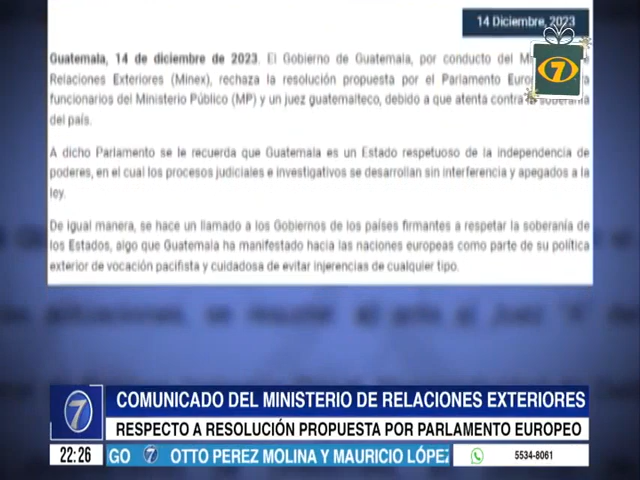 14 Diciembre, 2023
Guatemala, 14 de diciembre de 2023. El Gobierno de Guatemala, por conducto del
Relaciones Exteriores (Minex), rechaza la resolución propuesta por el Parlamento
funcionarios del Ministerio Público (MP) y un juez guatemalteco, debido a que atenta contra la soberanía
del país.
A dicho Parlamento se le recuerda que Guatemala es un Estado respetuoso de la independencia de
poderes, en el cual los procesos judiciales e investigativos se desarrollan sin interferencia y apegados a la
ley.
De igual manera, se hace un llamado a los Gobiernos de los países firmantes a respetar la soberanía de
los Estados, algo que Guatemala ha manifestado hacia las naciones europeas como parte de su política
exterior de vocación pacifista y cuidadosa de evitar injerencias de cualquier tipo.
7
7 COMUNICADO DEL MINISTERIO DE RELACIONES EXTERIORES
RESPECTO A RESOLUCIÓN PROPUESTA POR PARLAMENTO EUROPEO
22:26 GO 7 OTTO PEREZ MOLINA Y MAURICIO LÓPEZ 5534-8061